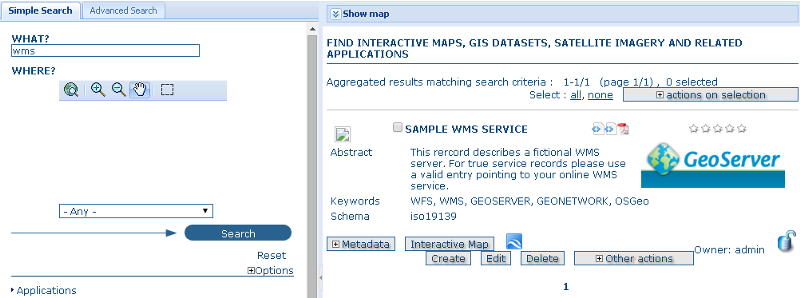 Simple Search
Advanced Search
WHAT?
wms
WHERE?
- Any -
Search
Reset
Options
Applications
Show map
FIND INTERACTIVE MAPS, GIS DATASETS, SATELLITE IMAGERY AND RELATED
APPLICATIONS
Aggregated results matching search criteria : 1-1/1 (page 1/1) , 0 selected
Select : all, none
actions on selection
SAMPLE WMS SERVICE
Abstract
This rercord describes a fictional WMS
server. For true service records please use
a valid entry pointing to your online WMS
service.
GeoServer
Keywords WFS, WMS, GEOSERVER, GEONETWORK, OSGeo
Schema iso19139
Metadata
Interactive Map
Owner: admin
Create
Edit
Delete
Other actions
1